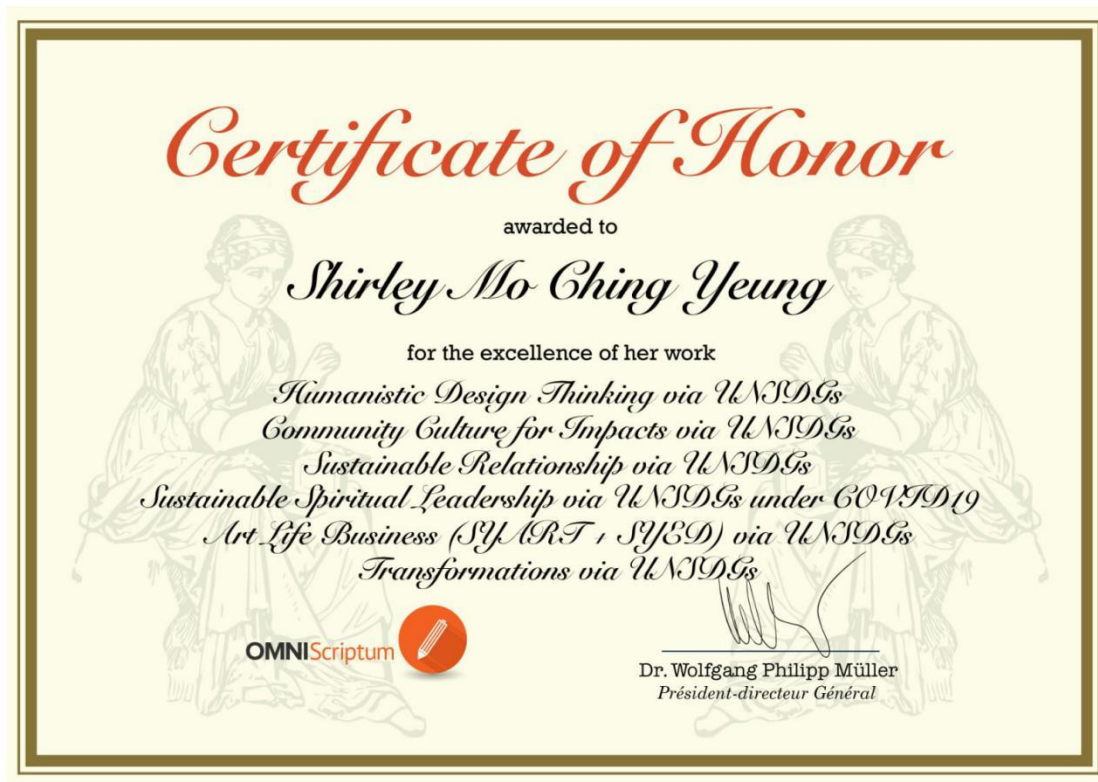 Certificate of Honor
awarded to
Shirley Mo Ching Yeung
for the excellence of her work
Humanistic Design Thinking via UNSDGs
Community Culture for Impacts via UNSDGs
Sustainable Relationship via UNSDGs
Sustainable Spiritual Leadership via UNSDGs under COVID19
Art Life Business (SYART + SYED) via UNSDGs
Transformations via UNSDGs
OMNIScriptum
Dr. Wolfgang Philipp Müller
Président-directeur Général